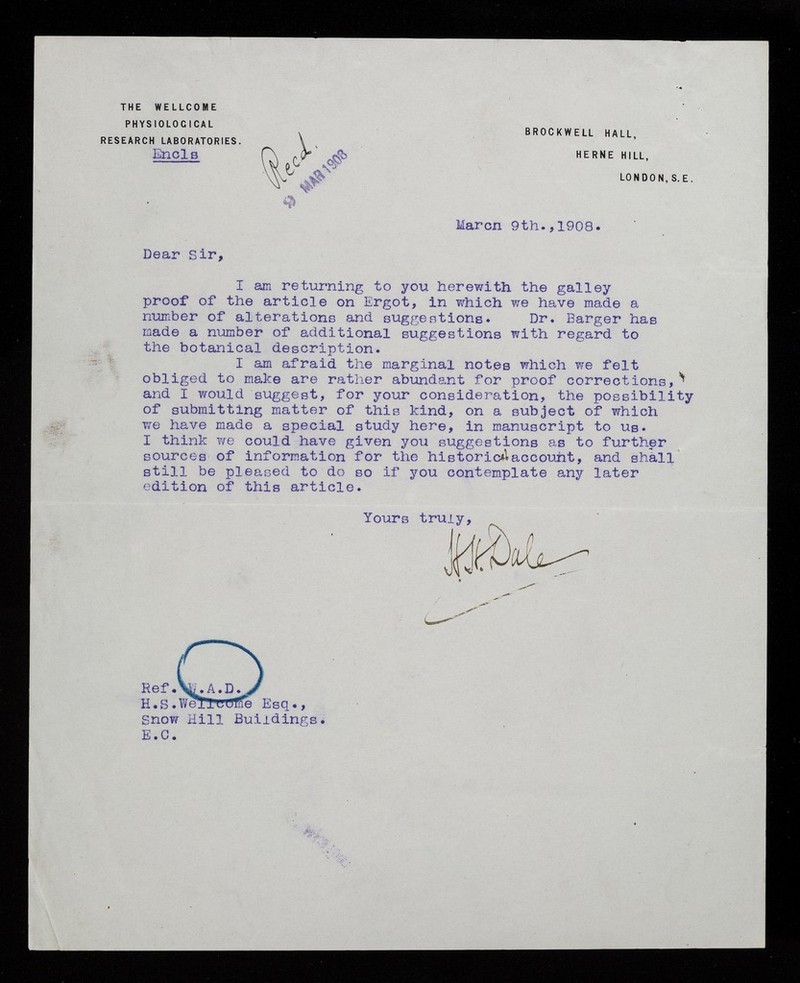 THE WELLCOME
PHYSIOLOGICAL
RESEARCH LABORATORIES.
Encls
Recd.
9 MAR 1908
BROCKWELL HALL,
HERNE HILL,
LONDON, S.E.
March 9th.,1908.
Dear Sir,
I am returning to you herewith the galley
proof of the article on Ergot, in which we have made a
number of alterations and suggestions. Dr. Barger has
made a number of additional suggestions with regard to
the botanical description.
I am afraid the marginal notes which we felt
obliged to make are rather abundant for proof corrections,
and I would suggest, for your consideration, the possibility
of submitting matter of this kind, on a subject of which
we have made a special study here, in manuscript to us.
I think we could have given you suggestions as to further
sources of information for the historical account, and shall
still be pleased to do so if you contemplate any later
edition of this article.
Yours truly,
H.H. Dale
Ref. W.A.D.
H.S.Wellcome Esq.,
Snow Hill Buildings.
E.C.